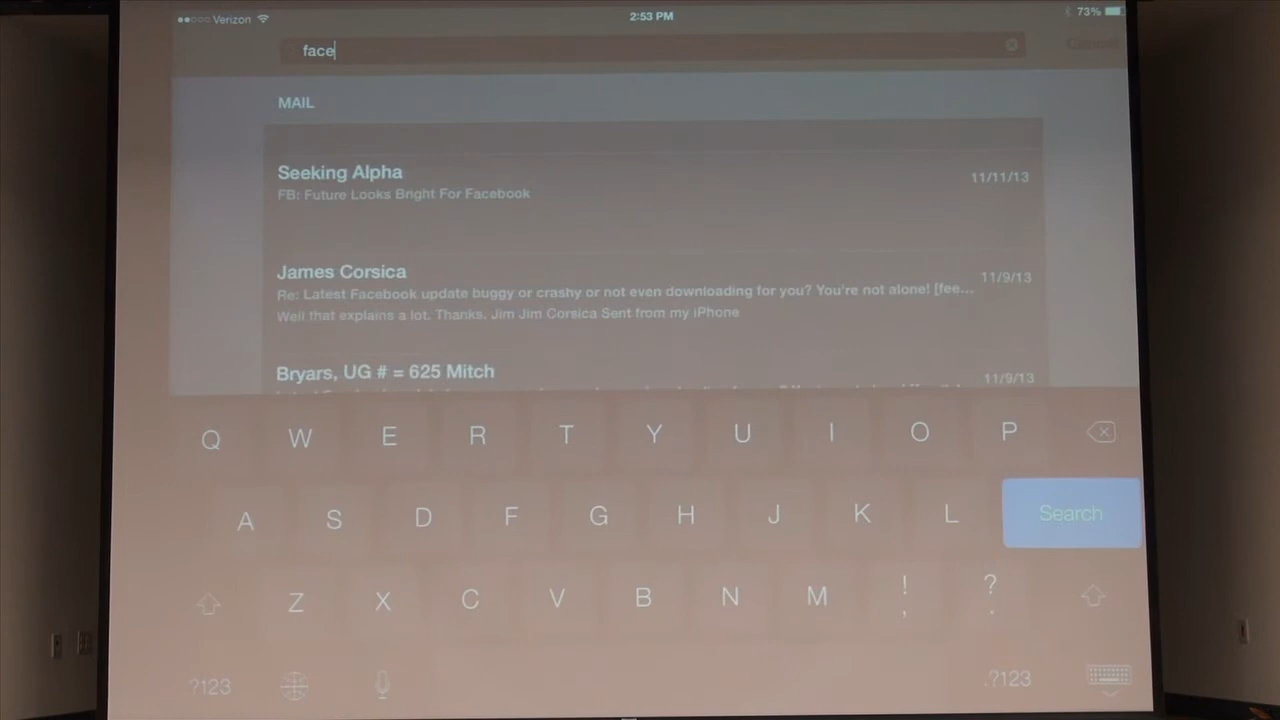 Verizon 2:53 PM 73%
face Cancel
MAIL
Seeking Alpha 11/11/13
FB: Future Looks Bright For Facebook
James Corsica 11/9/13
Re: Latest Facebook update buggy or crashy or not even downloading for you? You're not alone! [fee...
Well that explains a lot. Thanks. Jim Jim Corsica Sent from my iPhone
Bryars, UG # = 625 Mitch 11/9/13
Q W E R T Y U I O P
A S D F G H J K L Search
Z X C V B N M ! , ? .
.?123 .?123